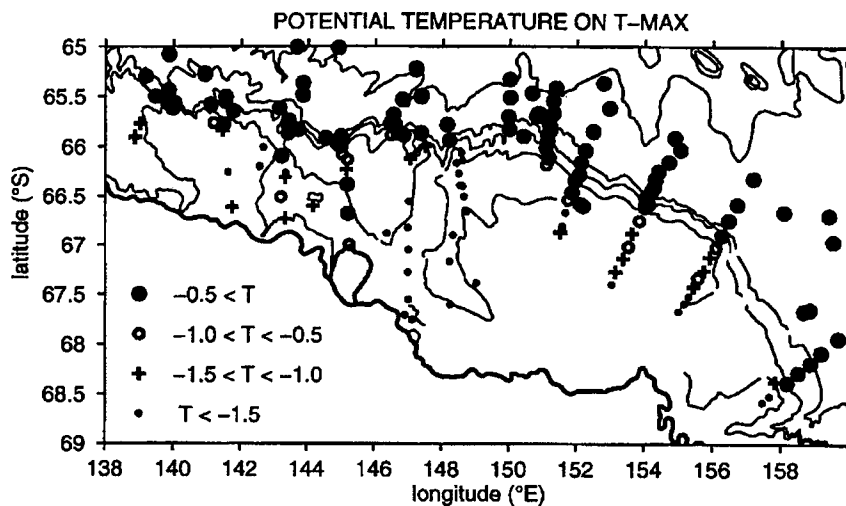 POTENTIAL TEMPERATURE ON T-MAX
65
65.5
66
66.5
67
67.5
68
68.5
69
latitude (°S)
-0.5 < T
-1.0 < T < -0.5
-1.5 < T < -1.0
T < -1.5
138 140 142 144 146 148 150 152 154 156 158
longitude (°E)